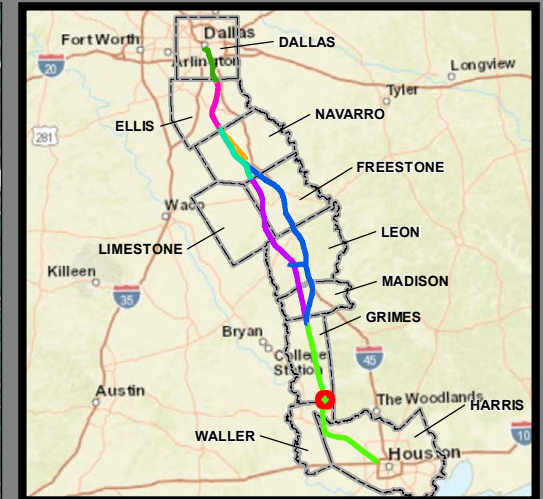 Fort Worth
Dallas
DALLAS
Arlington
20
Longview
Tyler
ELLIS
NAVARRO
281
FREESTONE
Waco
LEON
LIMESTONE
Killeen
MADISON
35
GRIMES
Bryan
College
Station
45
Austin
The Woodlands
HARRIS
WALLER
10
Houston